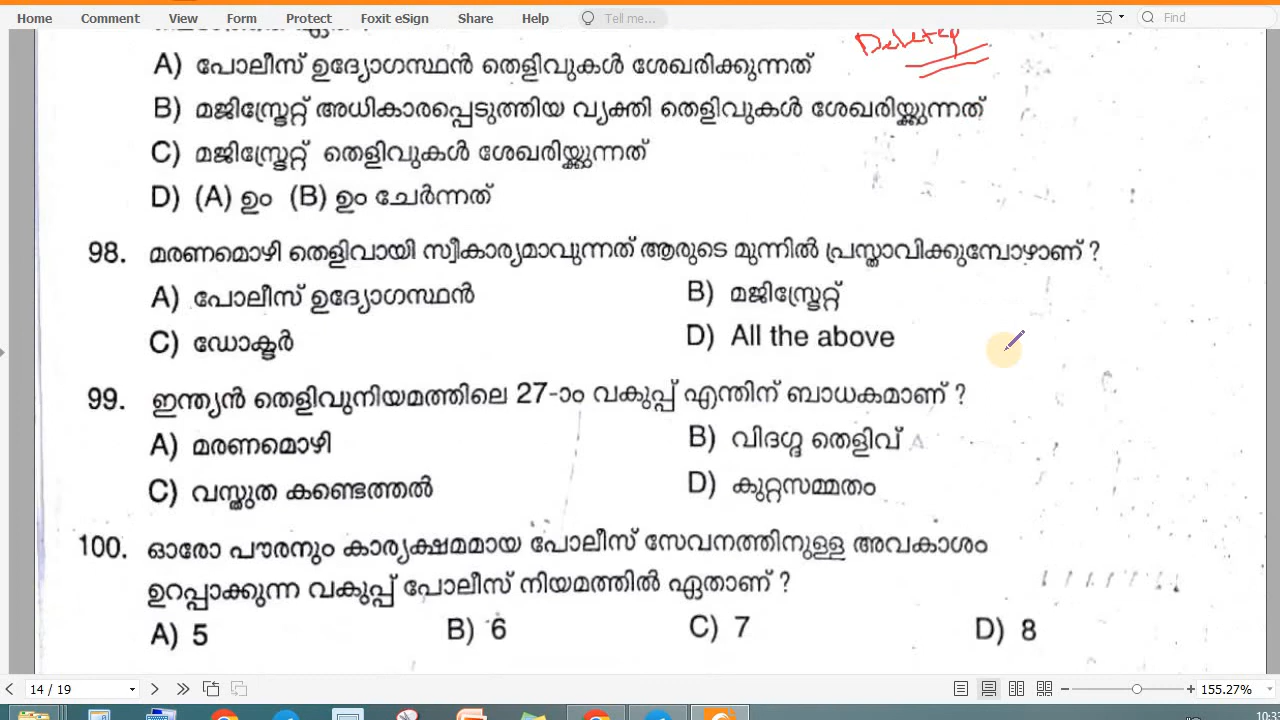 Home Comment View Form Protect Foxit eSign Share Help Tell me... Find
Deleted
A) പോലീസ് ഉദ്യോഗസ്ഥൻ തെളിവുകൾ ശേഖരിക്കുന്നത്
B) മജിസ്ട്രേറ്റ് അധികാരപ്പെടുത്തിയ വ്യക്തി തെളിവുകൾ ശേഖരിയ്ക്കുന്നത്
C) മജിസ്ട്രേറ്റ് തെളിവുകൾ ശേഖരിയ്ക്കുന്നത്
D) (A) ഉം (B) ഉം ചേർന്നത്
98. മരണമൊഴി തെളിവായി സ്വീകാര്യമാവുന്നത് ആരുടെ മുന്നിൽ പ്രസ്താവിക്കുമ്പോഴാണ് ?
A) പോലീസ് ഉദ്യോഗസ്ഥൻ B) മജിസ്ട്രേറ്റ്
C) ഡോക്ടർ D) All the above
99. ഇന്ത്യൻ തെളിവുനിയമത്തിലെ 27-ാം വകുപ്പ് എന്തിന് ബാധകമാണ് ?
A) മരണമൊഴി B) വിദഗ്ദ തെളിവ്
C) വസ്തുത കണ്ടെത്തൽ D) കുറ്റസമ്മതം
100. ഓരോ പൗരനും കാര്യക്ഷമമായ പോലീസ് സേവനത്തിനുള്ള അവകാശം
ഉറപ്പാക്കുന്ന വകുപ്പ് പോലീസ് നിയമത്തിൽ ഏതാണ് ?
A) 5 B) 6 C) 7 D) 8
14 / 19 155.27%